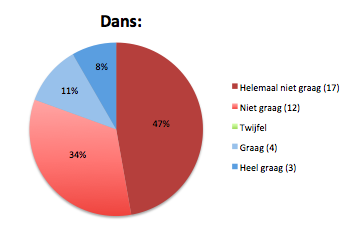 Dans:
8%
11%
47%
34%
Helemaal niet graag (17)
Niet graag (12)
Twijfel
Graag (4)
Heel graag (3)